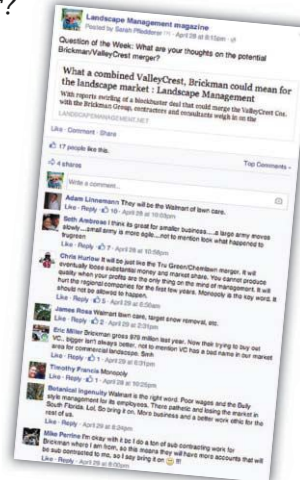 ?
Landscape Management magazine
Posted by Sarah Pfledderer · April 28 at 9:15pm
Question of the Week: What are your thoughts on the potential
Brickman/ValleyCrest merger?
What a combined ValleyCrest, Brickman could mean for
the landscape market : Landscape Management
With reports swirling of a blockbuster deal that could merge the ValleyCrest Cos.
with the Brickman Group, contractors and consultants weigh in on the
LANDSCAPEMANAGEMENT.NET
Like · Comment · Share
17 people like this.
Top Comments
4 shares
Write a comment...
Adam Linnemann They will be the Walmart of lawn care.
Like · Reply · 10 · April 28 at 10:03pm
Seth Ambrose I think its great for smaller business.....a large army moves
slowly....small army is more agile....not to mention look what happened to
trugreen
Like · Reply · 7 · April 28 at 10:58pm
Chris Hurlow It will be just like the Tru Green/Chemlawn merger. It will
eventually loose substantial money and market share. You cannot produce
quality when your profits are the only thing on the mind of management. It will
hurt the regional companies for the first few years. Monopoly is the key word. It
should not be allowed to happen.
Like · Reply · 5 · April 29 at 6:50am
James Ross Walmart lawn care, target snow removal, etc.
Like · Reply · 2 · April 29 at 2:31pm
Eric Miller Brickman gross 970 million last year. Now their trying to buy out
VC., bigger isn't always better, not to mention VC has a bad name in our market
area for commercial landscape. Smh
Like · Reply · 1 · April 29 at
Timothy Francis Monopoly
Like · Reply · 1 · April 28 at 10:25pm
Botanical Ingenuity Walmart is the right word. Poor wages and the Bully
style management for its employees. There pathetic and losing the market in
South Florida. Lol, So bring it on. More business and a better work ethic for the
rest of us.
Like · Reply · April 29 at 8:24pm
Mike Perrine I'm okay with it bc I do a ton of sub contracting work for
Brickman where I am from, so this means they will have more accounts that will
be sub contracted to me, so I say bring it on 🙂 !!!
Like · Reply · April 29 at 6:00pm